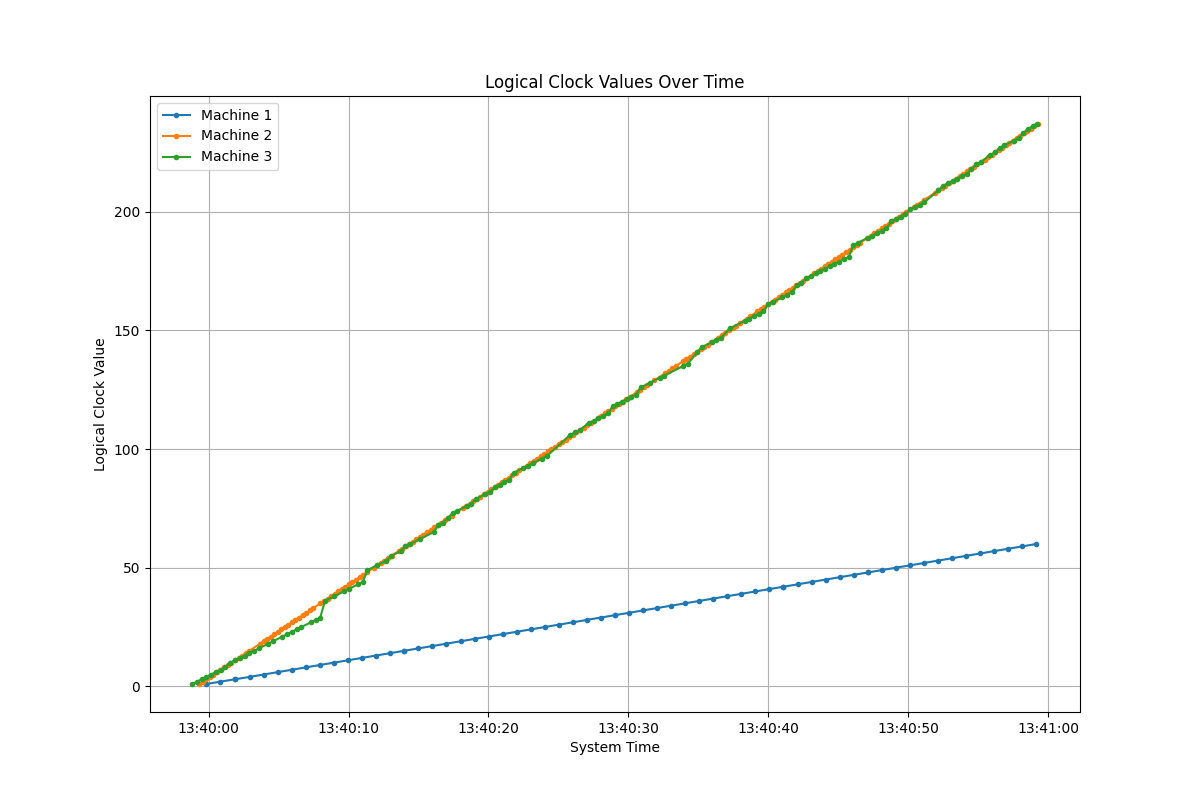 Logical Clock Values Over Time
Machine 1
Machine 2
Machine 3
Logical Clock Value
200
150
100
50
0
13:40:00 13:40:10 13:40:20 13:40:30 13:40:40 13:40:50 13:41:00
System Time